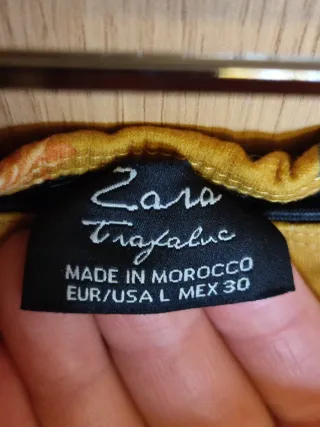 Zara
Trafaluc
MADE IN MOROCCO
EUR/USA L MEX 30